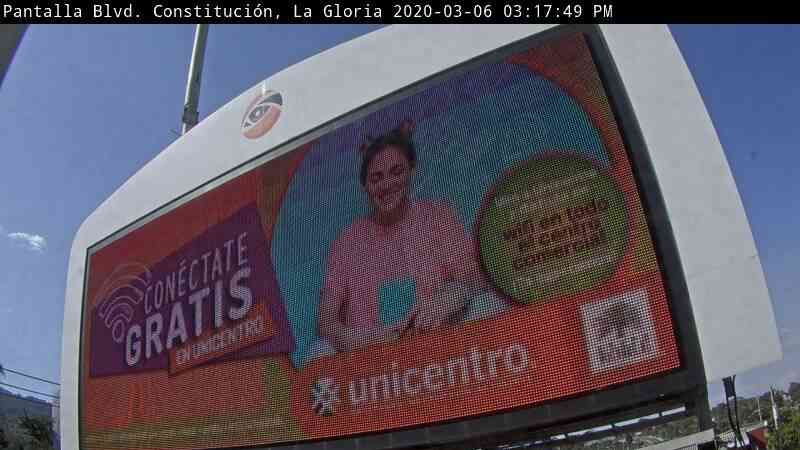 Pantalla Blvd. Constitución, La Gloria 2020-03-06 03:17:49 PM
CONÉCTATE
GRATIS
EN UNICENTRO
wifi en todo
el centro
comercial
unicentro